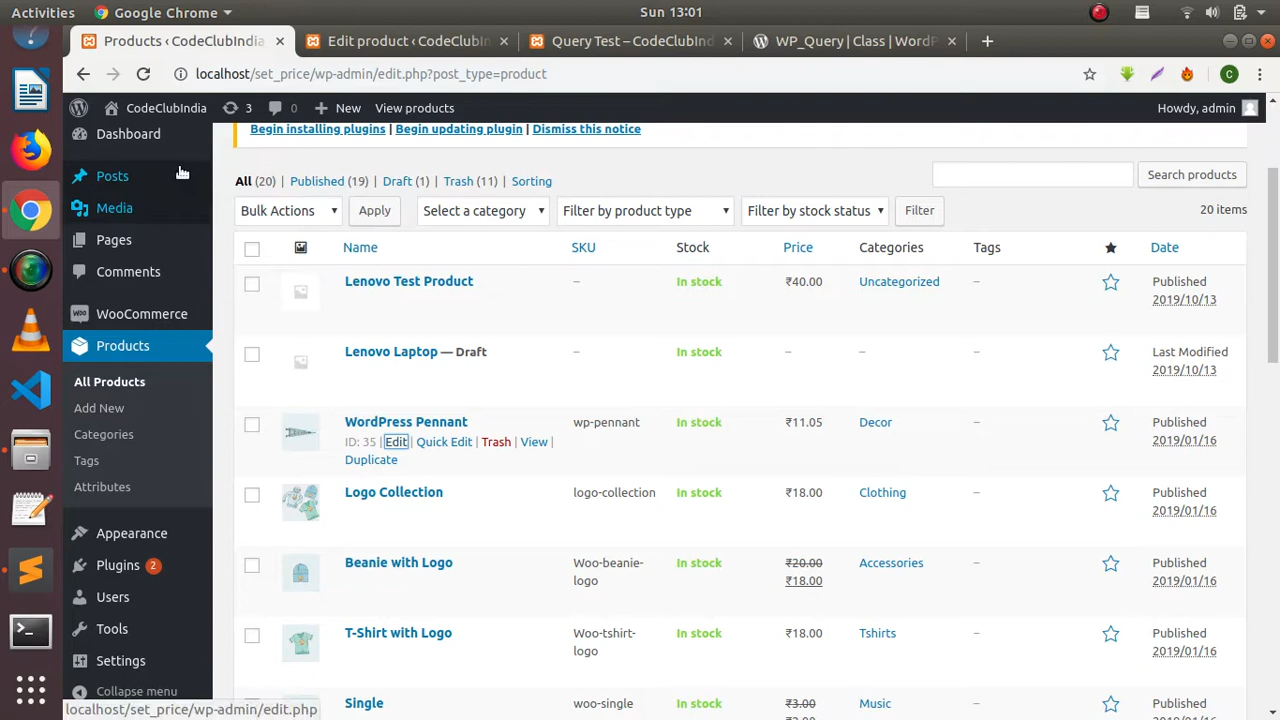 Activities Google Chrome Sun 13:01
Products ‹ CodeClubIndia Edit product ‹ CodeClubIn Query Test – CodeClubInd WP_Query | Class | WordP
localhost/set_price/wp-admin/edit.php?post_type=product C
CodeClubIndia 3 0 New View products Howdy, admin
Dashboard
Posts
Media
Pages
Comments
WooCommerce
Products
All Products
Add New
Categories
Tags
Attributes
Appearance
Plugins 2
Users
Tools
Settings
Collapse menu
localhost/set_price/wp-admin/edit.php
Begin installing plugins | Begin updating plugin | Dismiss this notice
All (20) | Published (19) | Draft (1) | Trash (11) | Sorting
Search products
Bulk Actions Apply Select a category Filter by product type Filter by stock status Filter 20 items
Name SKU Stock Price Categories Tags Date
Lenovo Test Product – In stock ₹40.00 Uncategorized – Published
2019/10/13
Lenovo Laptop — Draft – In stock – – – Last Modified
2019/10/13
WordPress Pennant wp-pennant In stock ₹11.05 Decor – Published
ID: 35 | Edit | Quick Edit | Trash | View | 2019/01/16
Duplicate
Logo Collection logo-collection In stock ₹18.00 Clothing – Published
2019/01/16
Beanie with Logo Woo-beanie- In stock ₹20.00 Accessories – Published
logo ₹18.00 2019/01/16
T-Shirt with Logo Woo-tshirt- In stock ₹18.00 Tshirts – Published
logo 2019/01/16
Single woo-single In stock ₹3.00 Music – Published